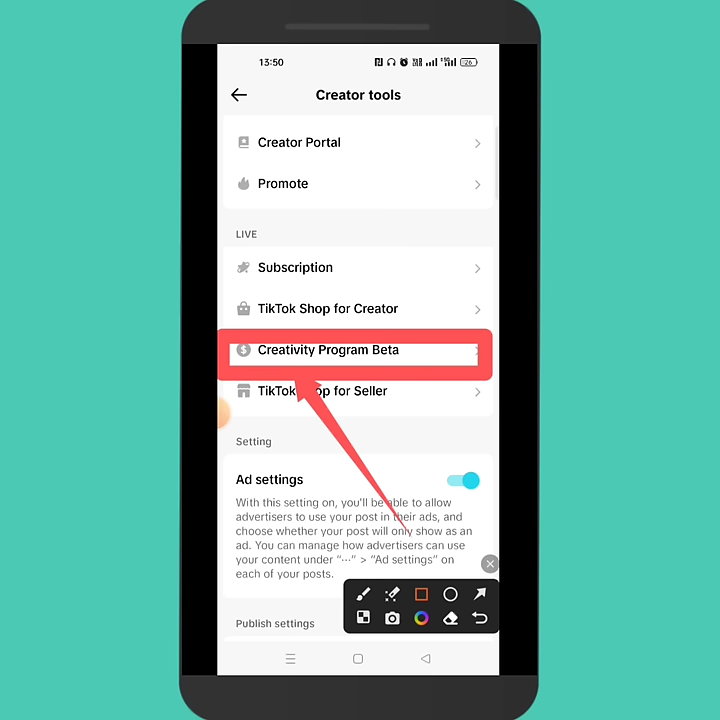 13:50
26
Creator tools
Creator Portal
Promote
LIVE
Subscription
TikTok Shop for Creator
Creativity Program Beta
TikTok Shop for Seller
Setting
Ad settings
With this setting on, you'll be able to allow
advertisers to use your post in their ads, and
choose whether your post will only show as an
ad. You can manage how advertisers can use
your content under "···" > "Ad settings" on
each of your posts.
Publish settings